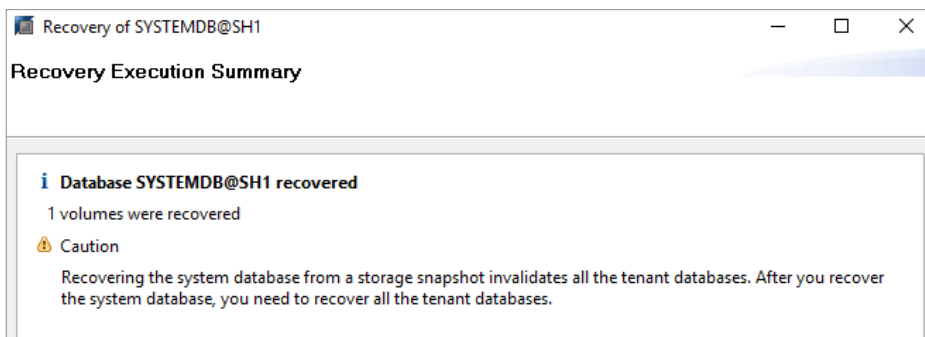 Recovery of SYSTEMDB@SH1
Recovery Execution Summary
i Database SYSTEMDB@SH1 recovered
1 volumes were recovered
Caution
Recovering the system database from a storage snapshot invalidates all the tenant databases. After you recover
the system database, you need to recover all the tenant databases.